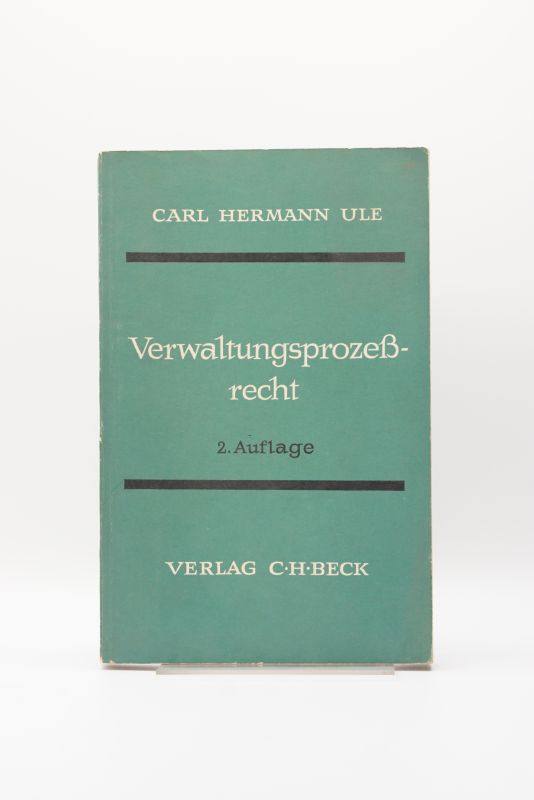 CARL HERMANN ULE
Verwaltungsprozeß-
recht
2. Auflage
VERLAG C·H·BECK